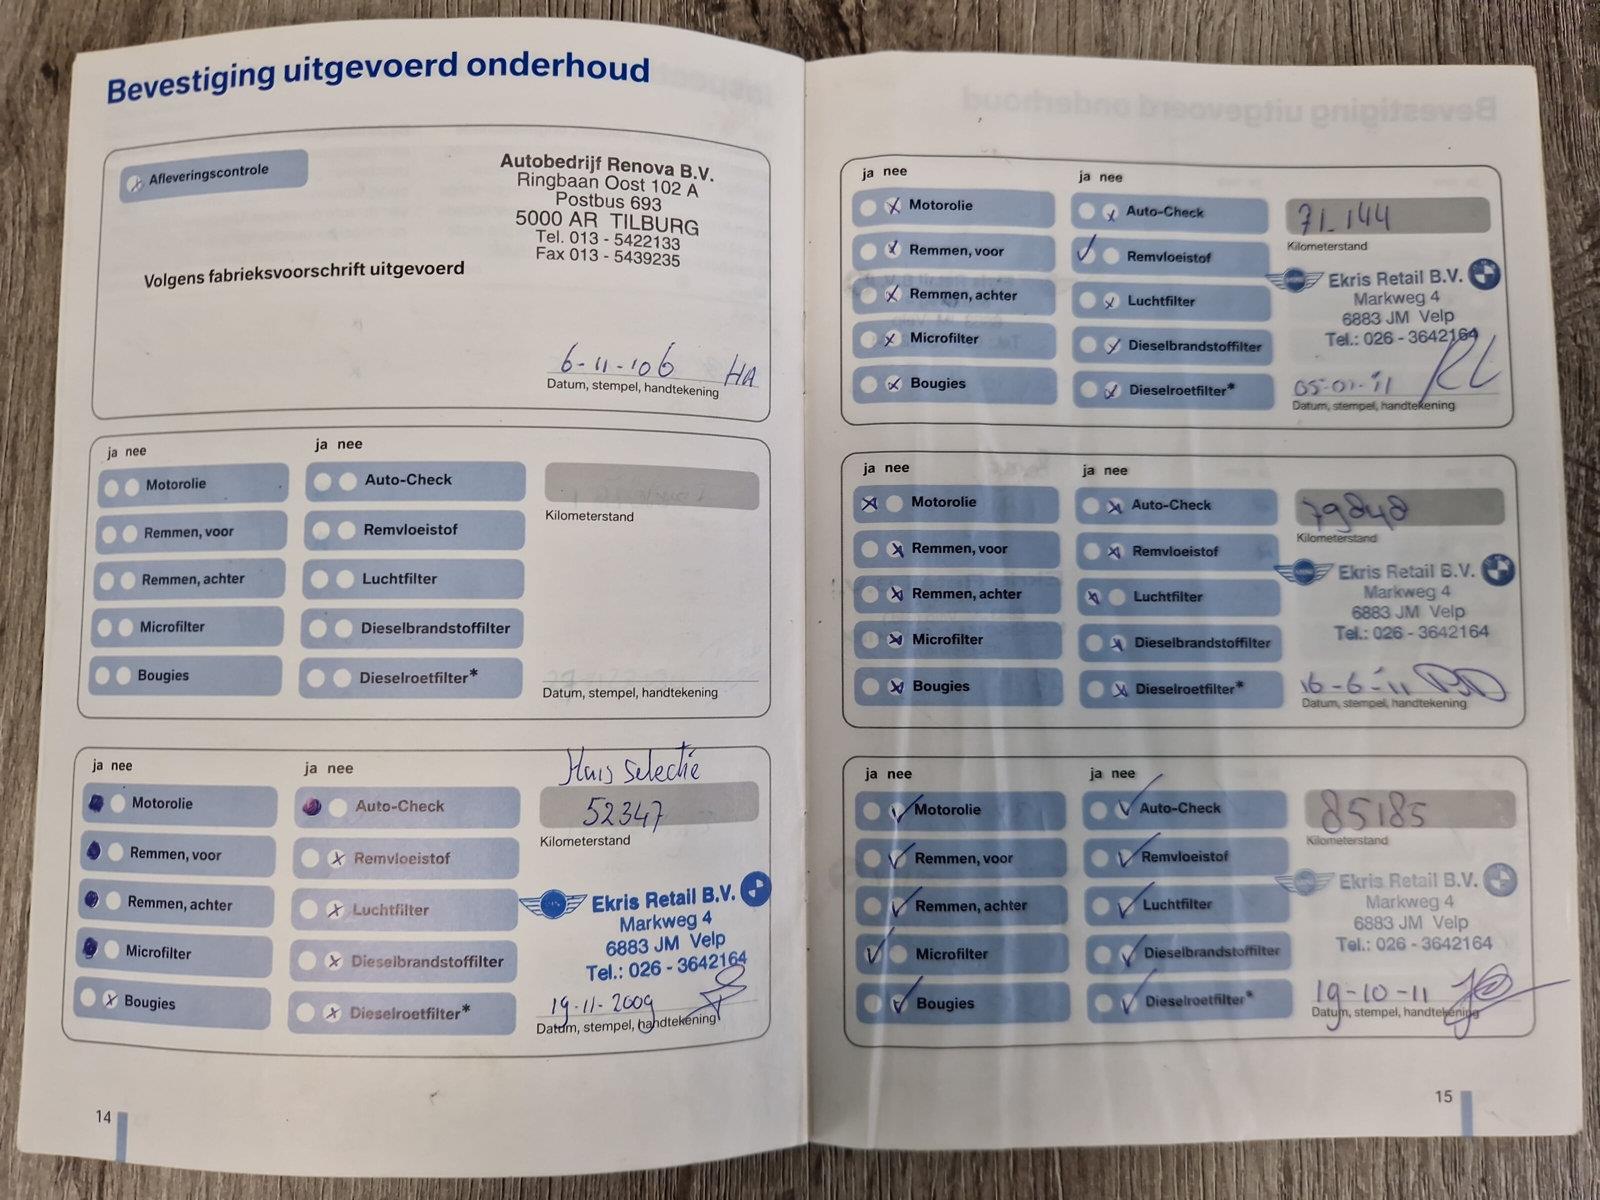 Bevestiging uitgevoerd onderhoud
Afleveringscontrole
Autobedrijf Renova B.V.
Ringbaan Oost 102 A
Postbus 693
5000 AR TILBURG
Tel. 013 - 5422133
Fax 013 - 5439235
Volgens fabrieksvoorschrift uitgevoerd
6-11-'06 HA
Datum, stempel, handtekening
ja nee
ja nee
Motorolie
Auto-Check
Remmen, voor
Remvloeistof
Kilometerstand
Remmen, achter
Luchtfilter
Microfilter
Dieselbrandstoffilter
Bougies
Dieselroetfilter*
Datum, stempel, handtekening
ja nee
ja nee
Huis Selectie
Motorolie
Auto-Check
52347
Kilometerstand
Remmen, voor
Remvloeistof
Remmen, achter
Luchtfilter
Microfilter
Dieselbrandstoffilter
Bougies
Dieselroetfilter*
Ekris Retail B.V.
Markweg 4
6883 JM Velp
Tel.: 026 - 3642164
19-11-2009
Datum, stempel, handtekening
14
ja nee
ja nee
Motorolie
Auto-Check
71.144
Kilometerstand
Remmen, voor
Remvloeistof
Remmen, achter
Luchtfilter
Microfilter
Dieselbrandstoffilter
Bougies
Dieselroetfilter*
Ekris Retail B.V.
Markweg 4
6883 JM Velp
Tel.: 026 - 3642164
05-01-'11
Datum, stempel, handtekening
ja nee
ja nee
Motorolie
Auto-Check
79848
Kilometerstand
Remmen, voor
Remvloeistof
Remmen, achter
Luchtfilter
Microfilter
Dieselbrandstoffilter
Bougies
Dieselroetfilter*
Ekris Retail B.V.
Markweg 4
6883 JM Velp
Tel.: 026 - 3642164
16-6-'11
Datum, stempel, handtekening
ja nee
ja nee
Motorolie
Auto-Check
85185
Kilometerstand
Remmen, voor
Remvloeistof
Remmen, achter
Luchtfilter
Microfilter
Dieselbrandstoffilter
Bougies
Dieselroetfilter*
Ekris Retail B.V.
Markweg 4
6883 JM Velp
Tel.: 026 - 3642164
19-10-11
Datum, stempel, handtekening
15